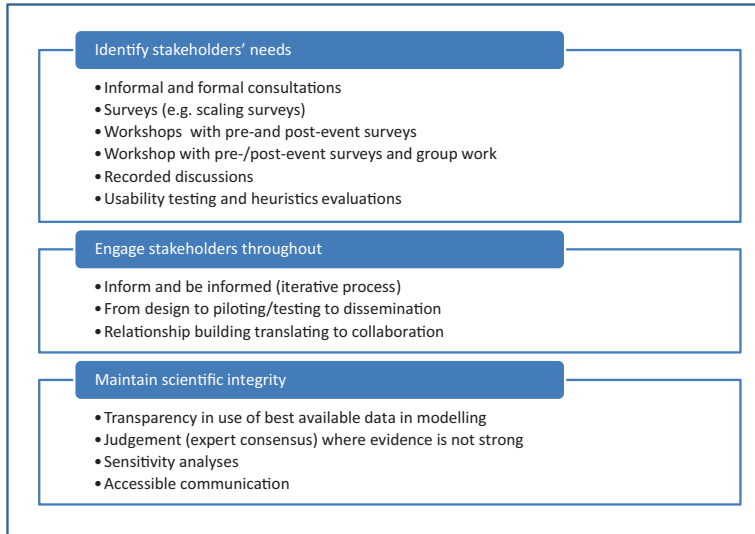 Identify stakeholders’ needs
• Informal and formal consultations
• Surveys (e.g. scaling surveys)
• Workshops with pre-and post-event surveys
• Workshop with pre-/post-event surveys and group work
• Recorded discussions
• Usability testing and heuristics evaluations
Engage stakeholders throughout
• Inform and be informed (iterative process)
• From design to piloting/testing to dissemination
• Relationship building translating to collaboration
Maintain scientific integrity
• Transparency in use of best available data in modelling
• Judgement (expert consensus) where evidence is not strong
• Sensitivity analyses
• Accessible communication